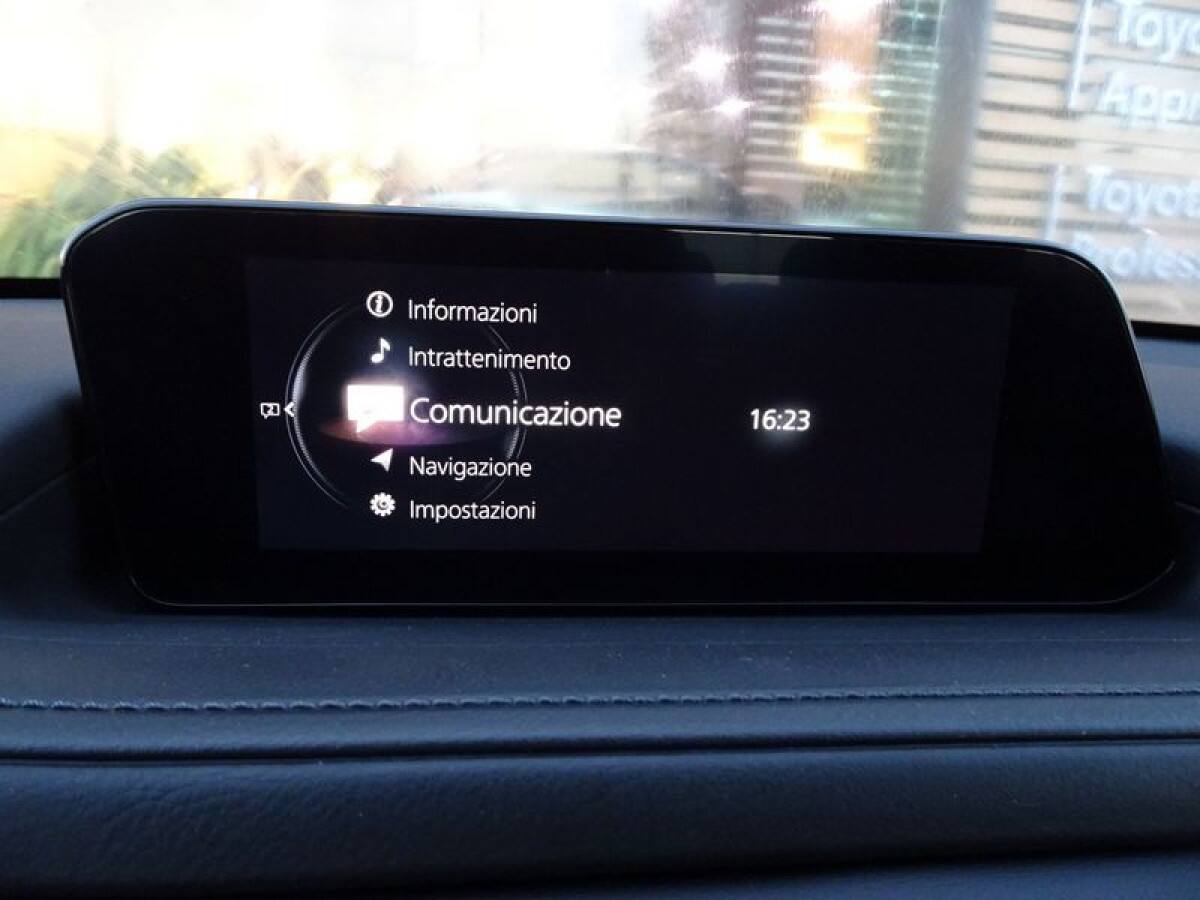 Informazioni
Intrattenimento
Comunicazione
16:23
Navigazione
Impostazioni